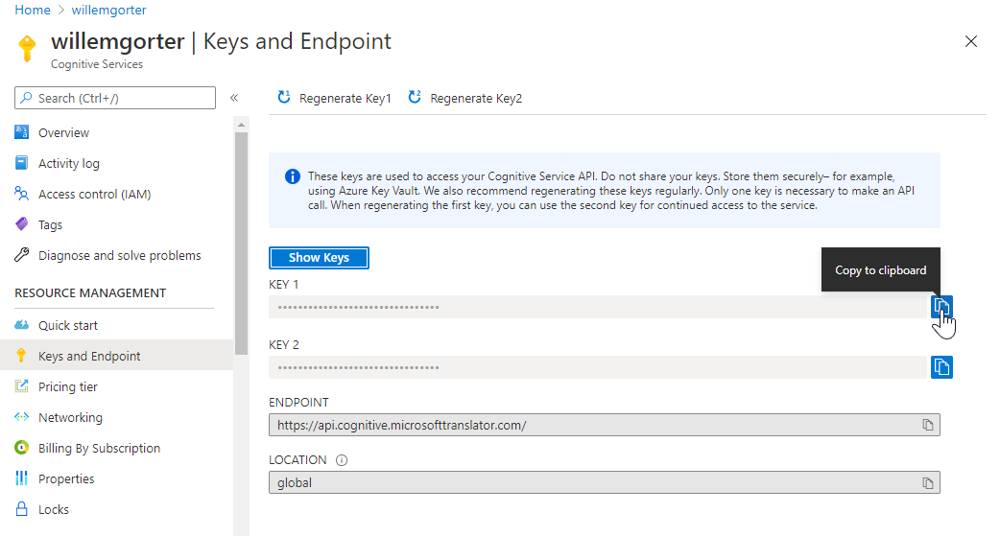 Home > willemgorter
willemgorter | Keys and Endpoint
Cognitive Services
Search (Ctrl+/)
«
Overview
Activity log
Access control (IAM)
Tags
Diagnose and solve problems
RESOURCE MANAGEMENT
Quick start
Keys and Endpoint
Pricing tier
Networking
Billing By Subscription
Properties
Locks
Regenerate Key1
Regenerate Key2
These keys are used to access your Cognitive Service API. Do not share your keys. Store them securely– for example,
using Azure Key Vault. We also recommend regenerating these keys regularly. Only one key is necessary to make an API
call. When regenerating the first key, you can use the second key for continued access to the service.
Show Keys
Copy to clipboard
KEY 1
••••••••••••••••••••••••••••••••
KEY 2
••••••••••••••••••••••••••••••••
ENDPOINT
https://api.cognitive.microsofttranslator.com/
LOCATION
global